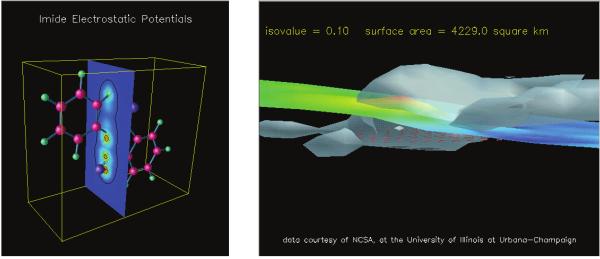 Imide Electrostatic Potentials
isovalue = 0.10 surface area = 4229.0 square km
data courtesy of NCSA, at the University of Illinois at Urbana-Champaign